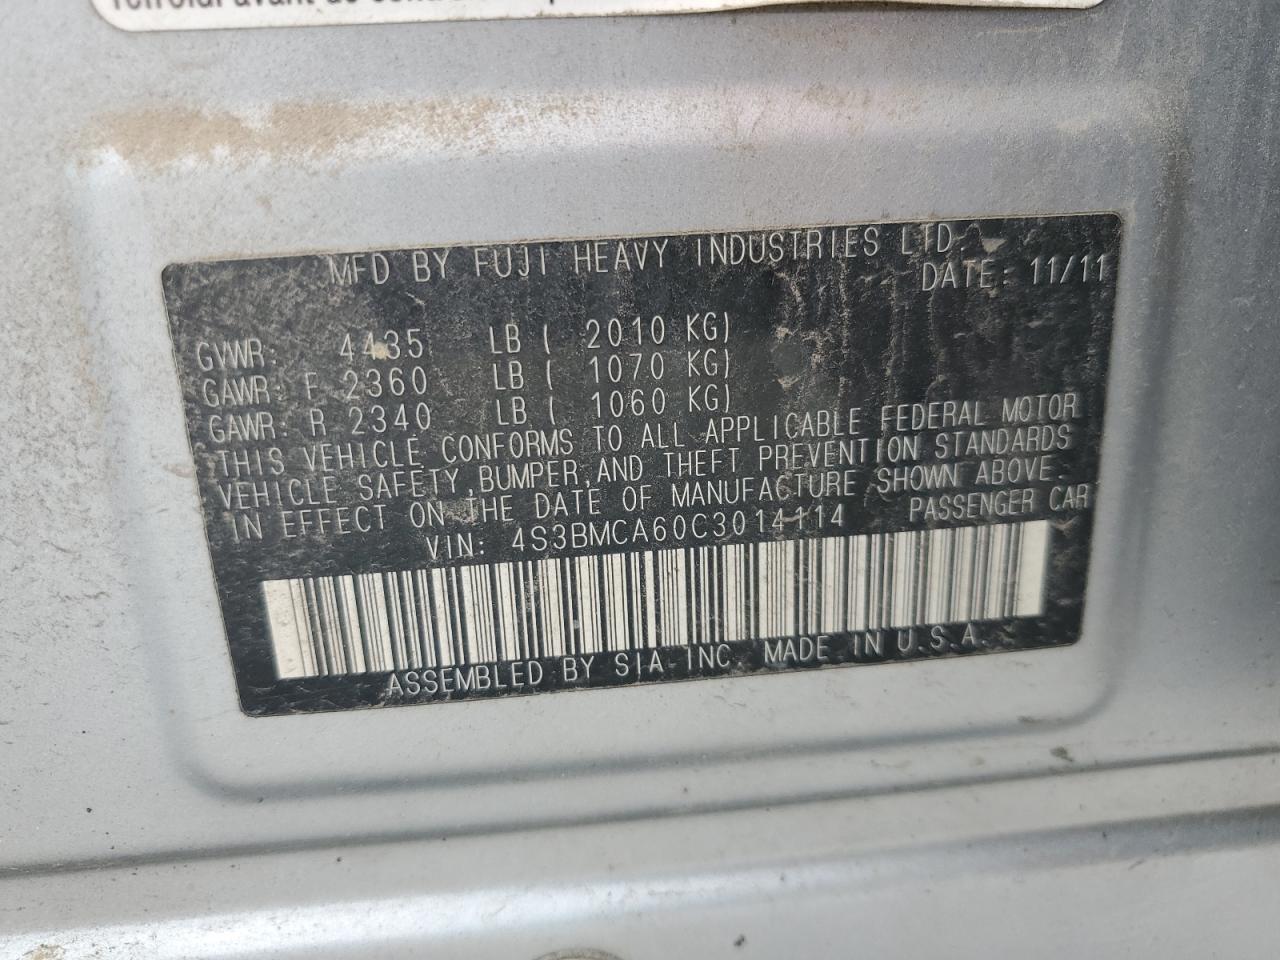 MFD BY FUJI HEAVY INDUSTRIES LTD
DATE: 11/11
GVWR: 4435 LB ( 2010 KG)
GAWR: F 2360 LB ( 1070 KG)
GAWR: R 2340 LB ( 1060 KG)
THIS VEHICLE CONFORMS TO ALL APPLICABLE FEDERAL MOTOR
VEHICLE SAFETY, BUMPER, AND THEFT PREVENTION STANDARDS
IN EFFECT ON THE DATE OF MANUFACTURE SHOWN ABOVE.
VIN: 4S3BMCA60C3014114 PASSENGER CAR
ASSEMBLED BY SIA-INC. MADE IN U.S.A.